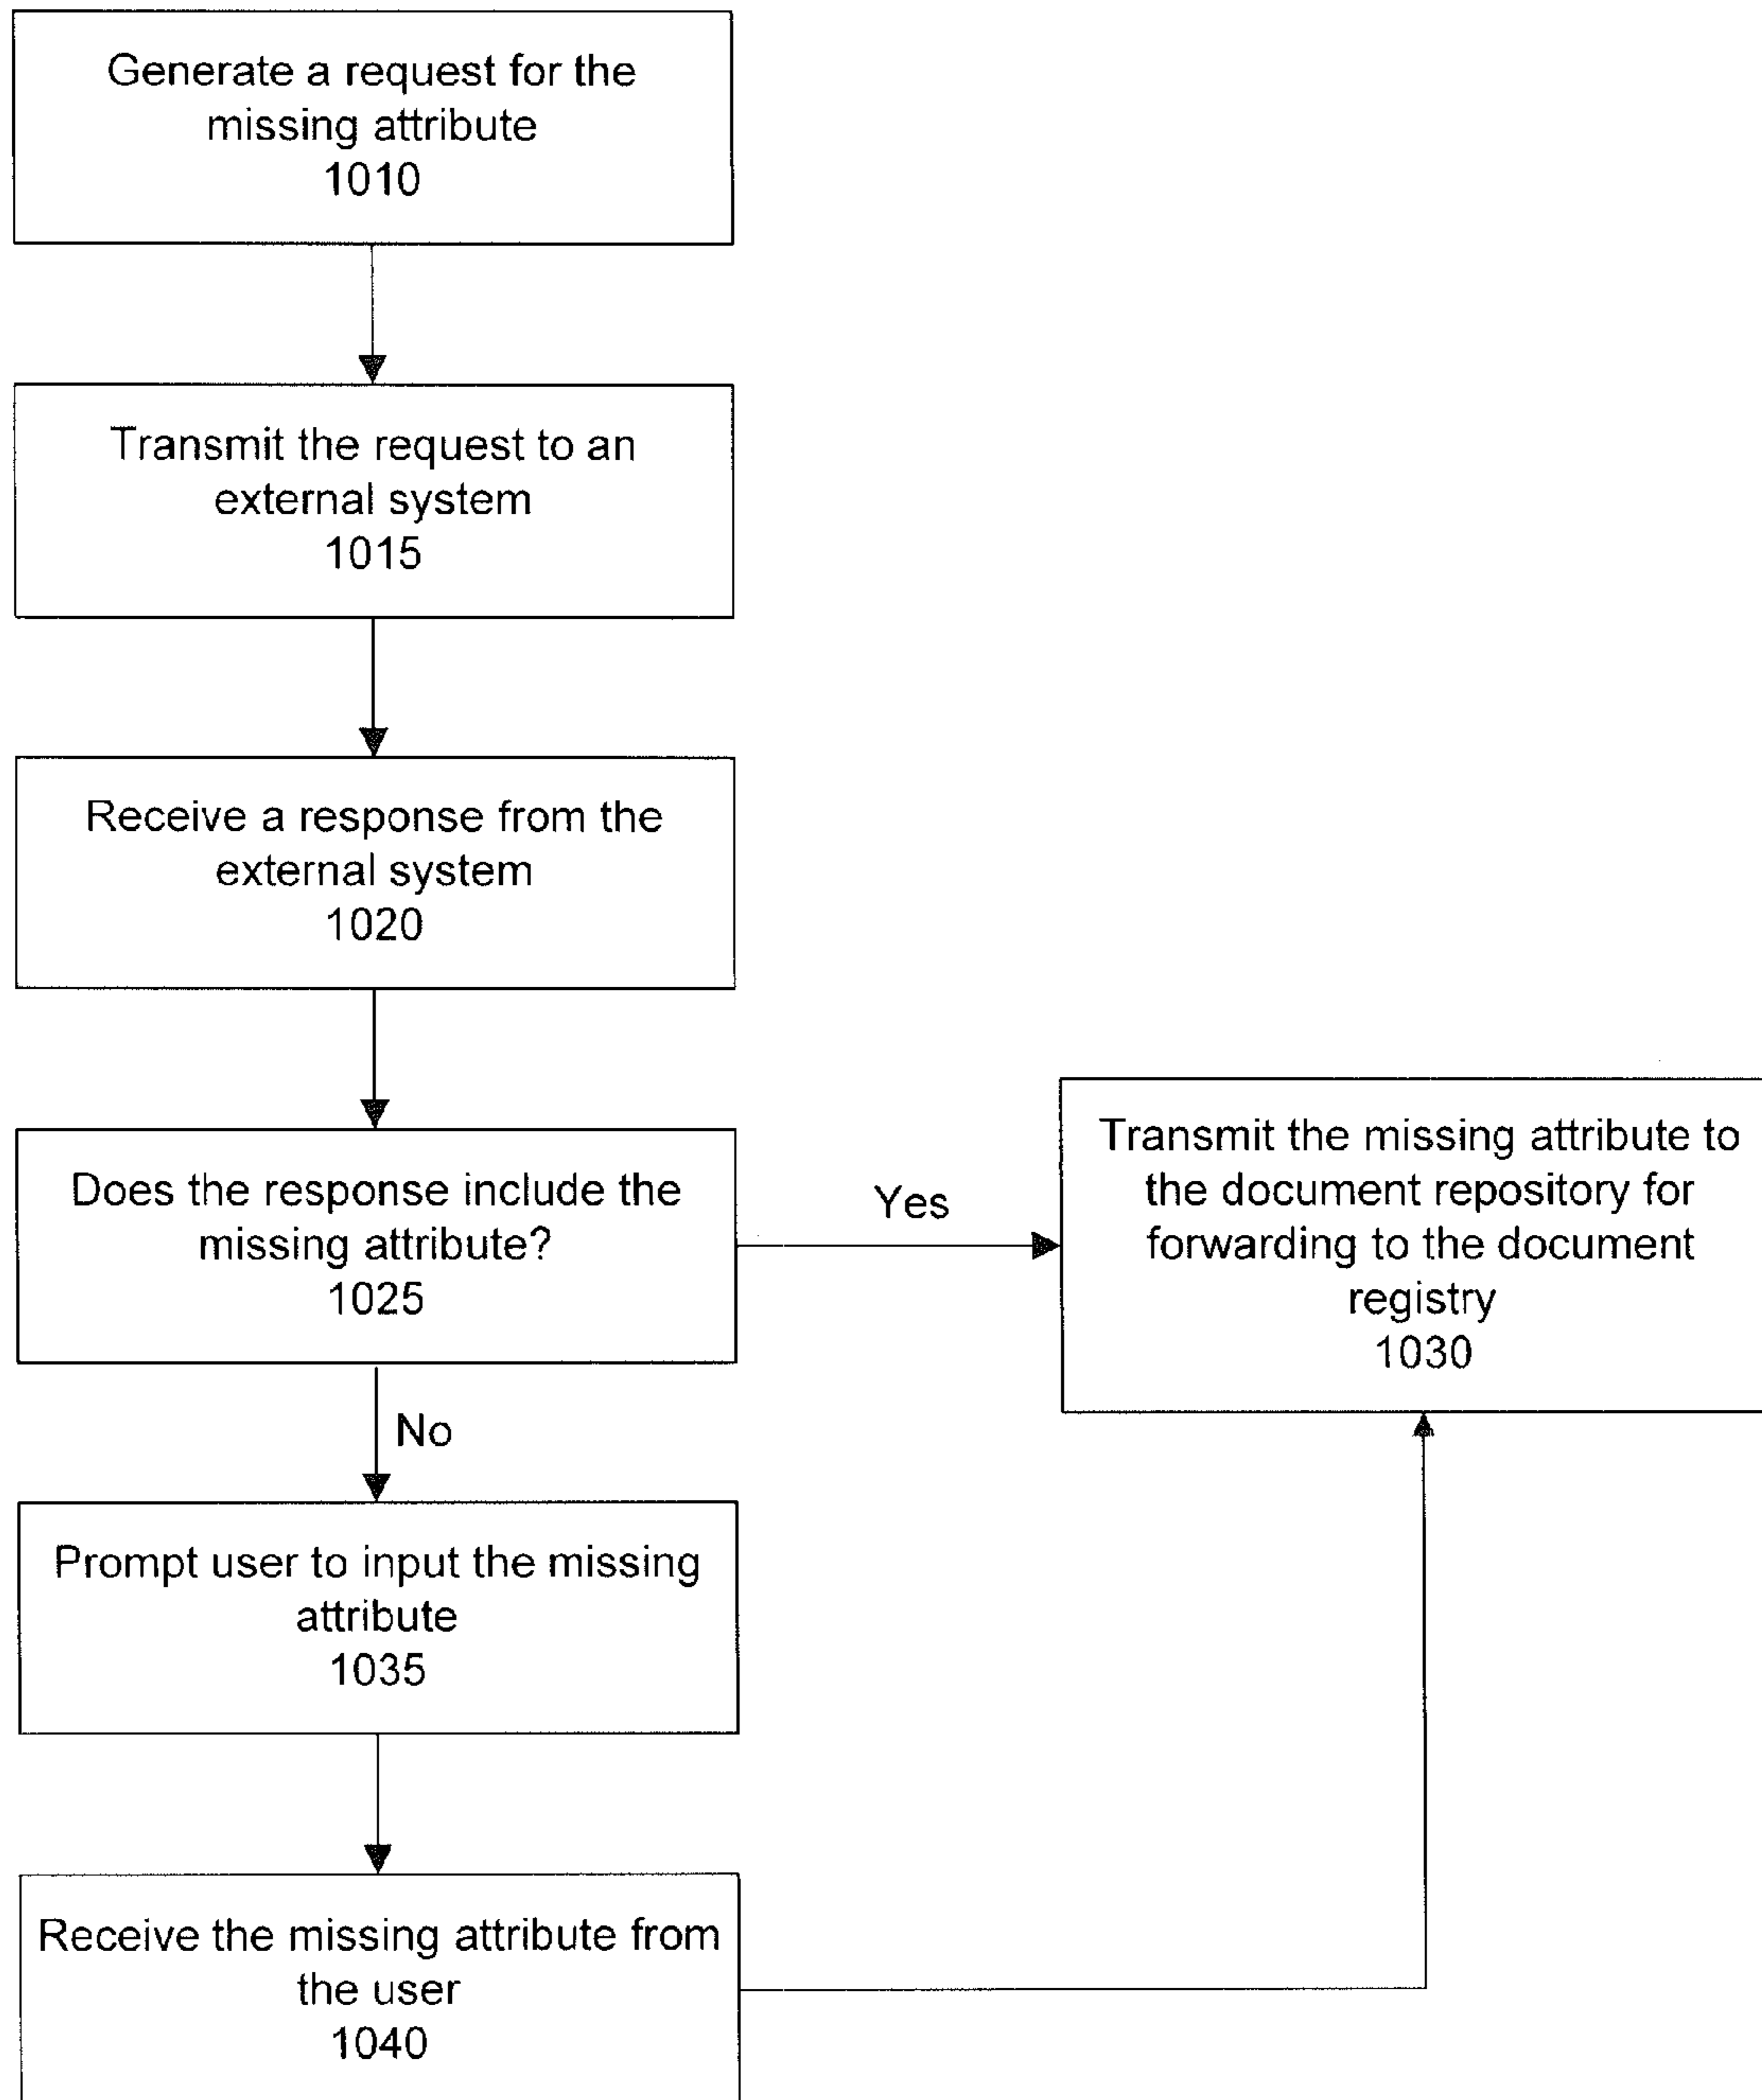 Generate a request for the
missing attribute
1010
Transmit the request to an
external system
1015
Receive a response from the
external system
1020
Does the response include the
missing attribute?
1025
Yes
Transmit the missing attribute to
the document repository for
forwarding to the document
registry
1030
No
Prompt user to input the missing
attribute
1035
Receive the missing attribute from
the user
1040